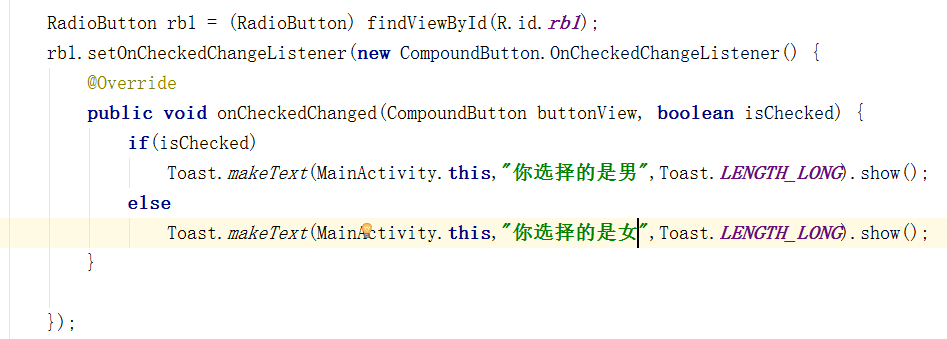 RadioButton rb1 = (RadioButton) findViewById(R.id.rb1);
rb1.setOnCheckedChangeListener(new CompoundButton.OnCheckedChangeListener() {
@Override
public void onCheckedChanged(CompoundButton buttonView, boolean isChecked) {
if(isChecked)
Toast.makeText(MainActivity.this,"你选择的是男",Toast.LENGTH_LONG).show();
else
Toast.makeText(MainActivity.this,"你选择的是女",Toast.LENGTH_LONG).show();
}
});